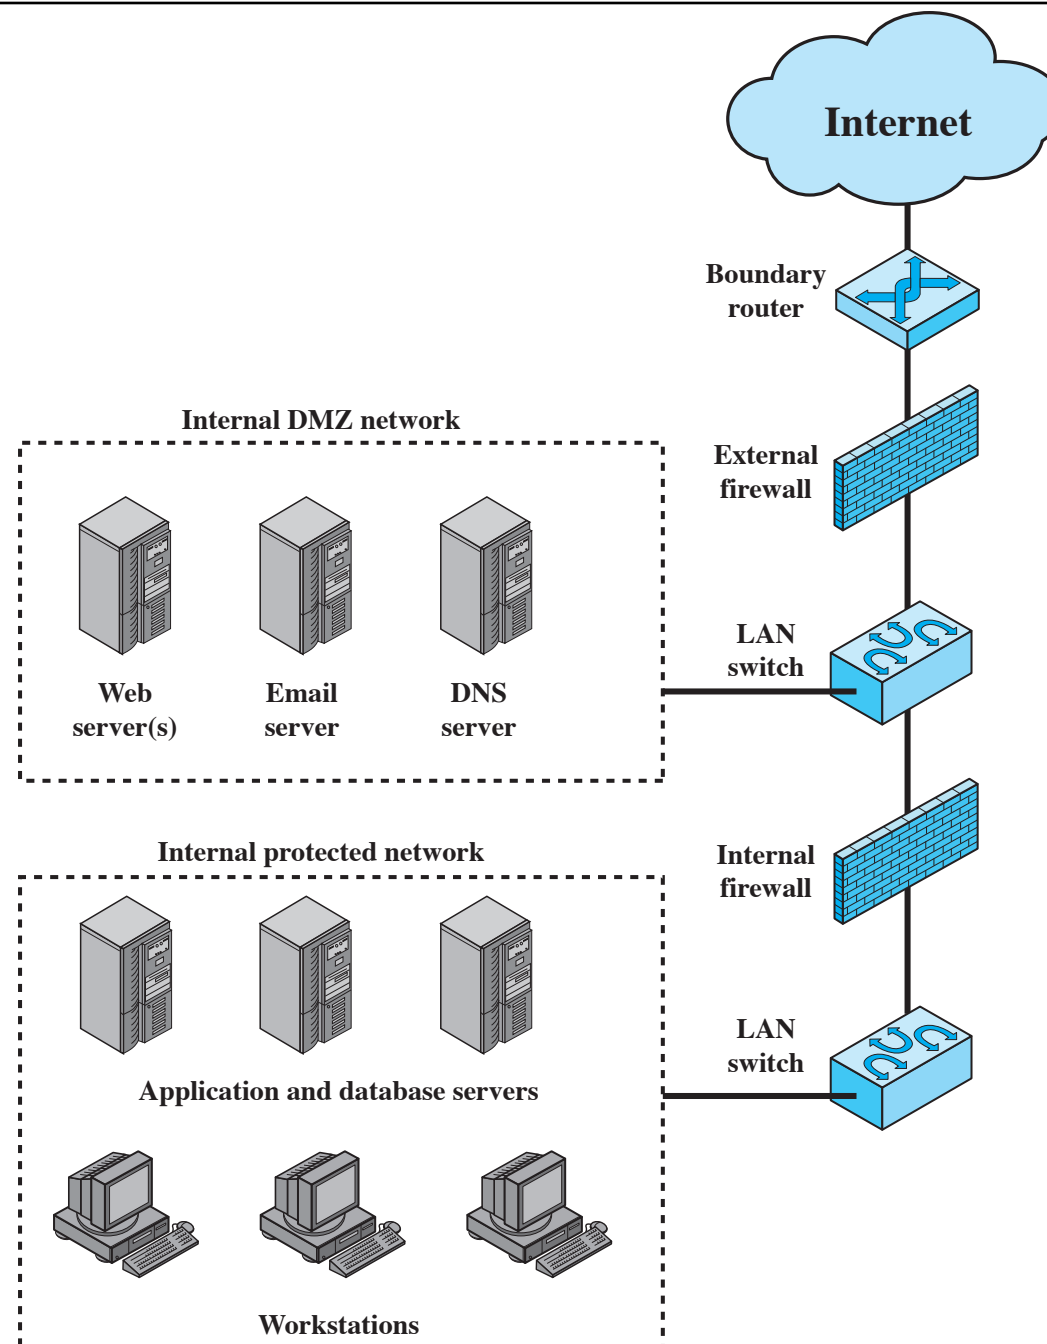 Internet
Boundary
router
Internal DMZ network
External
firewall
LAN
switch
Web
server(s)
Email
server
DNS
server
Internal protected network
Internal
firewall
LAN
switch
Application and database servers
Workstations